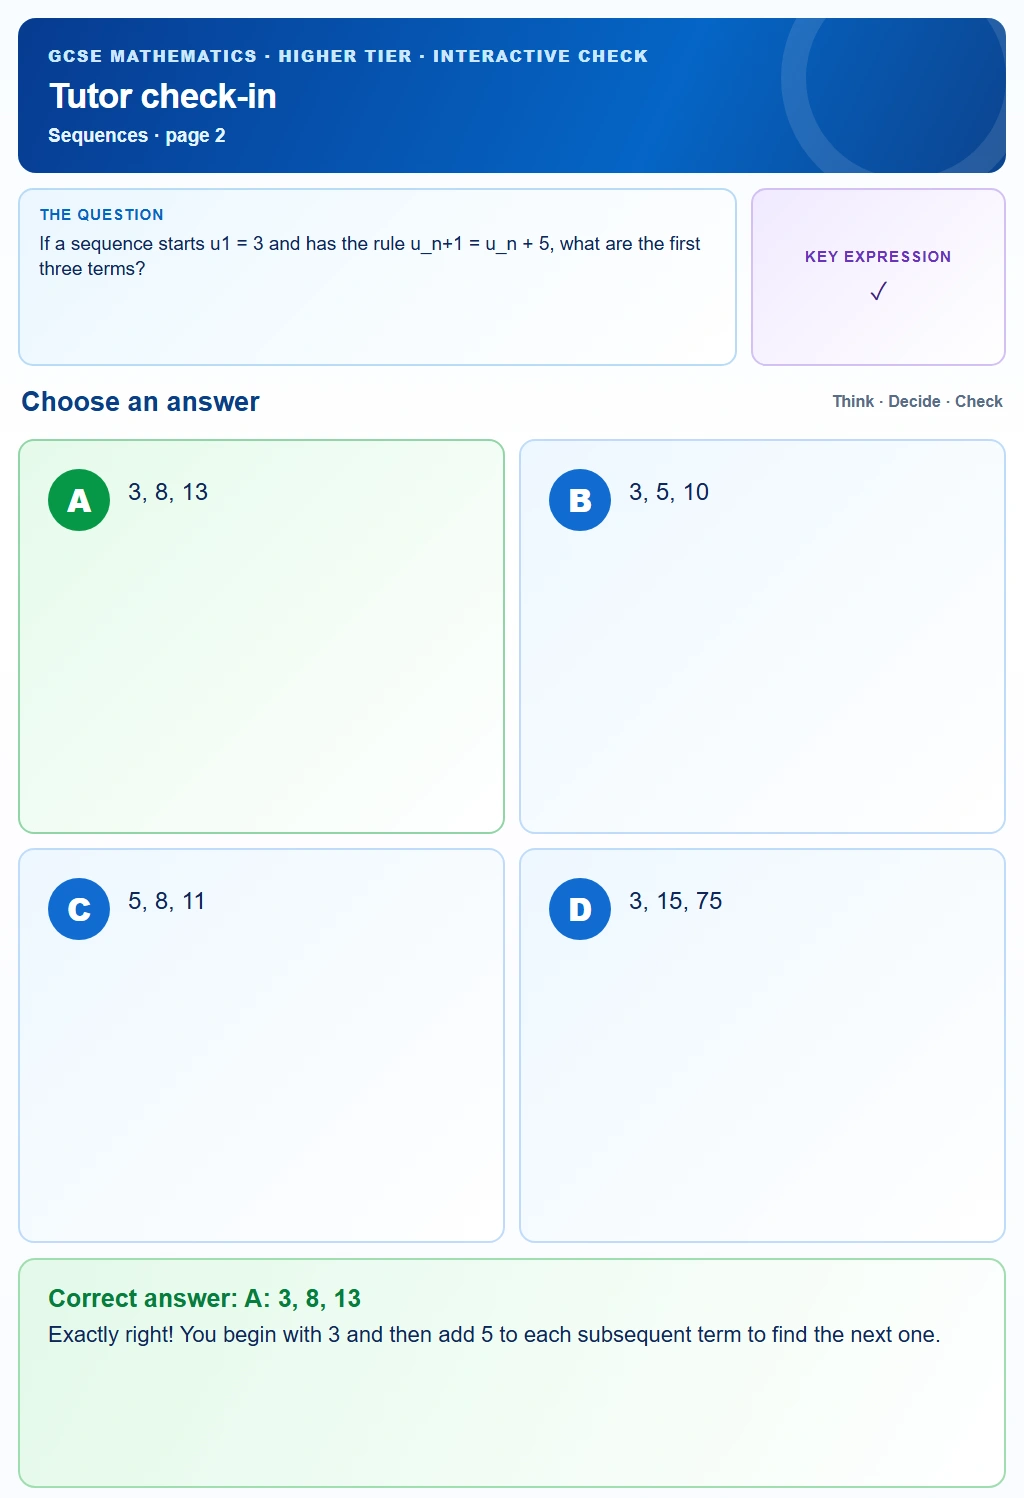 GCSE MATHEMATICS · HIGHER TIER · INTERACTIVE CHECK
Tutor check-in
Sequences · page 2
THE QUESTION
If a sequence starts u1 = 3 and has the rule u_n+1 = u_n + 5, what are the first
three terms?
KEY EXPRESSION
✓
Choose an answer
Think · Decide · Check
A
3, 8, 13
B
3, 5, 10
C
5, 8, 11
D
3, 15, 75
Correct answer: A: 3, 8, 13
Exactly right! You begin with 3 and then add 5 to each subsequent term to find the next one.